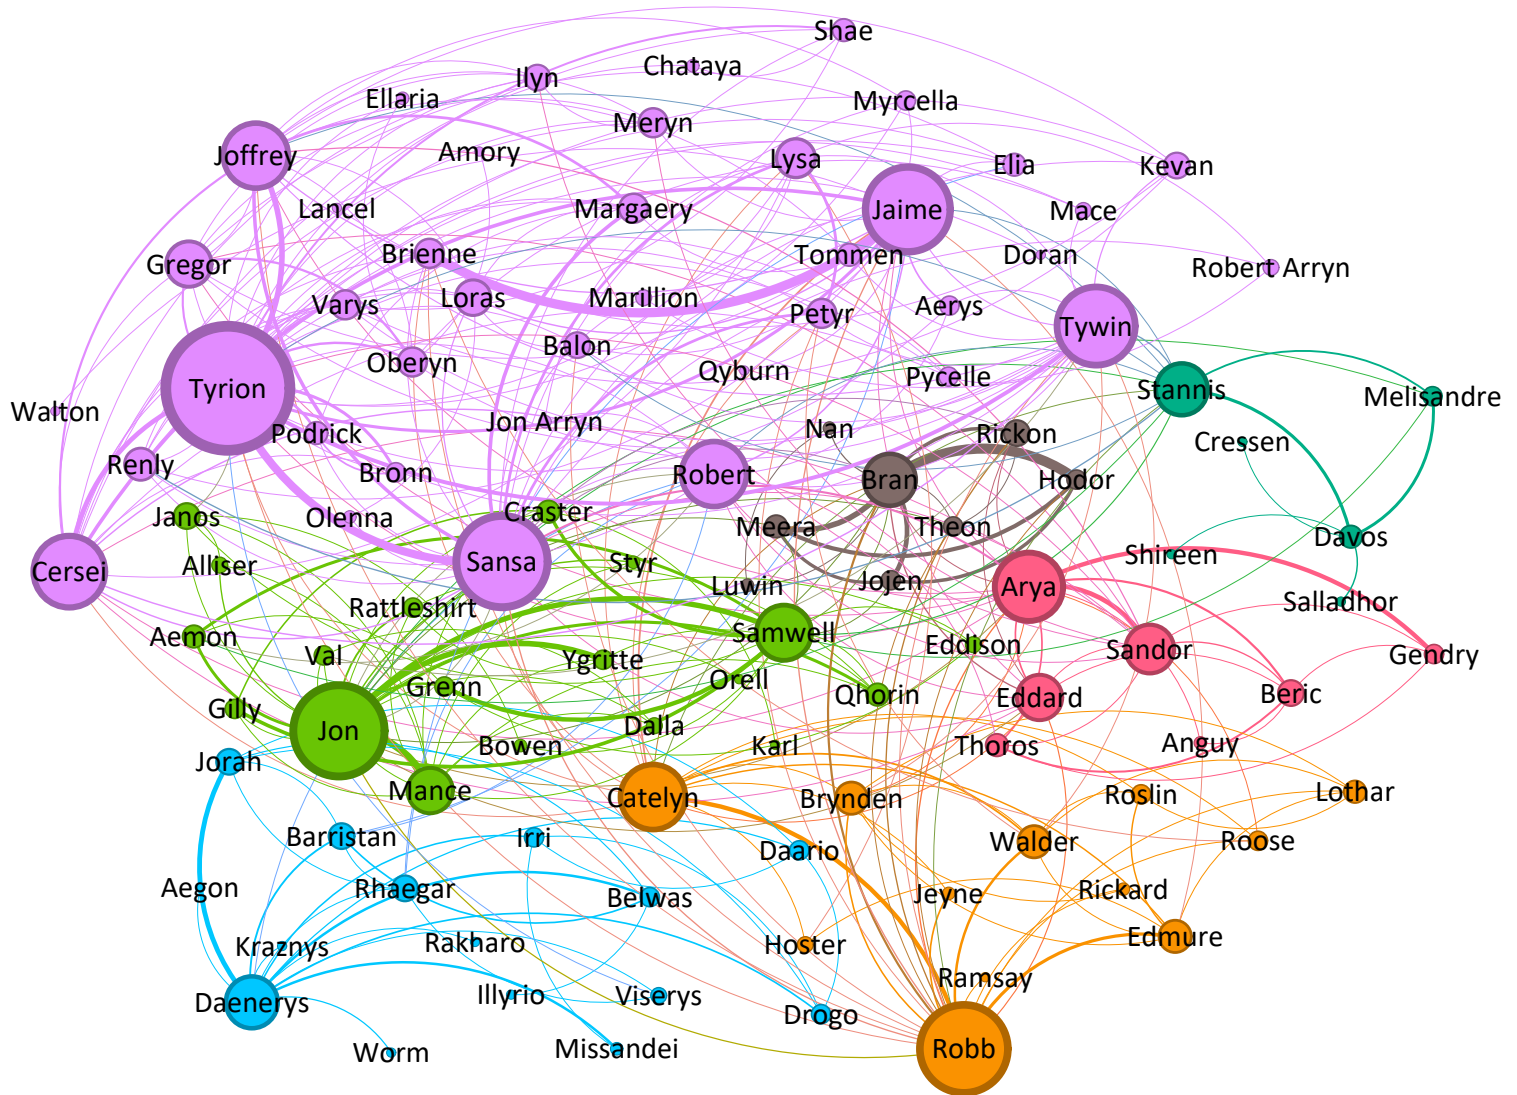 Shae
Chataya
Ilyn
Ellaria
Myrcella
Meryn
Joffrey
Amory
Lysa
Elia
Kevan
Lancel
Margaery
Jaime
Mace
Brienne
Tommen
Doran
Gregor
Robert Arryn
Varys
Loras
Marillion
Petyr
Aerys
Tywin
Balon
Oberyn
Qyburn
Pycelle
Tyrion
Stannis
Melisandre
Walton
Jon Arryn
Nan
Rickon
Podrick
Cressen
Renly
Bronn
Robert
Bran
Hodor
Craster
Janos
Olenna
Meera
Theon
Davos
Shireen
Alliser
Styr
Sansa
Cersei
Luwin
Jojen
Arya
Rattleshirt
Salladhor
Aemon
Samwell
Eddison
Sandor
Gendry
Val
Ygritte
Grenn
Orell
Qhorin
Eddard
Beric
Gilly
Jon
Dalla
Bowen
Karl
Thoros
Anguy
Jorah
Mance
Catelyn
Brynden
Roslin
Lothar
Barristan
Irri
Daario
Walder
Roose
Aegon
Rhaegar
Belwas
Jeyne
Rickard
Kraznys
Rakharo
Hoster
Edmure
Ramsay
Daenerys
Illyrio
Viserys
Drogo
Worm
Missandei
Robb